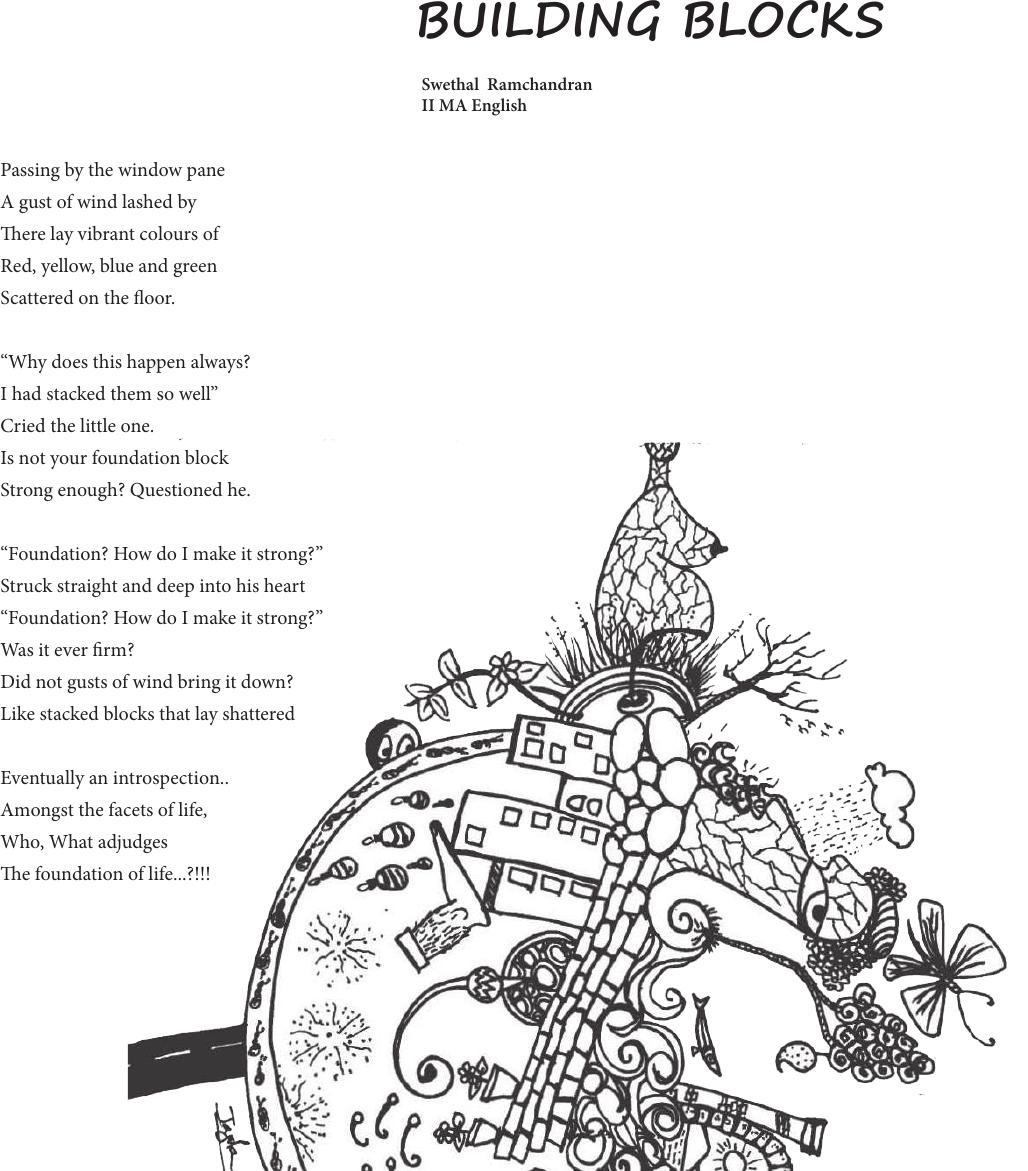 BUILDING BLOCKS
Swethal Ramchandran
II MA English
Passing by the window pane
A gust of wind lashed by
There lay vibrant colours of
Red, yellow, blue and green
Scattered on the floor.
“Why does this happen always?
I had stacked them so well”
Cried the little one.
Is not your foundation block
Strong enough? Questioned he.
“Foundation? How do I make it strong?”
Struck straight and deep into his heart
“Foundation? How do I make it strong?”
Was it ever firm?
Did not gusts of wind bring it down?
Like stacked blocks that lay shattered
Eventually an introspection..
Amongst the facets of life,
Who, What adjudges
The foundation of life...?!!!